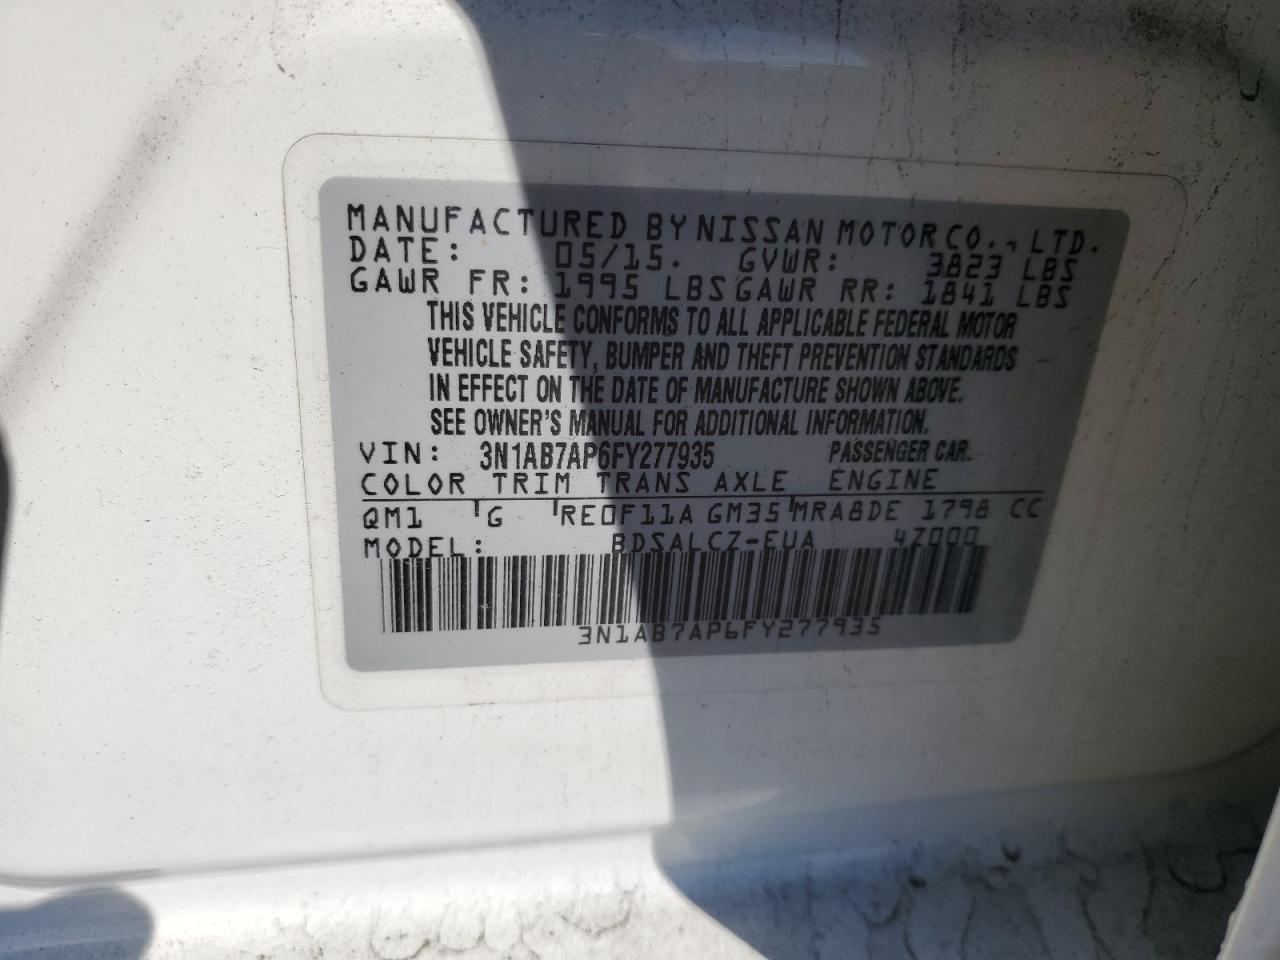 MANUFACTURED BY NISSAN MOTOR CO., LTD.
DATE: 05/15. GVWR: 3823 LBS
GAWR FR: 1995 LBS GAWR RR: 1841 LBS
THIS VEHICLE CONFORMS TO ALL APPLICABLE FEDERAL MOTOR
VEHICLE SAFETY, BUMPER AND THEFT PREVENTION STANDARDS
IN EFFECT ON THE DATE OF MANUFACTURE SHOWN ABOVE.
SEE OWNER'S MANUAL FOR ADDITIONAL INFORMATION.
VIN: 3N1AB7AP6FY277935 PASSENGER CAR.
COLOR TRIM TRANS AXLE ENGINE
QM1 G RE0F11A GM35 MRA8DE 1798 CC
MODEL: BDSALCZ-EUA 4Z000
3N1AB7AP6FY277935